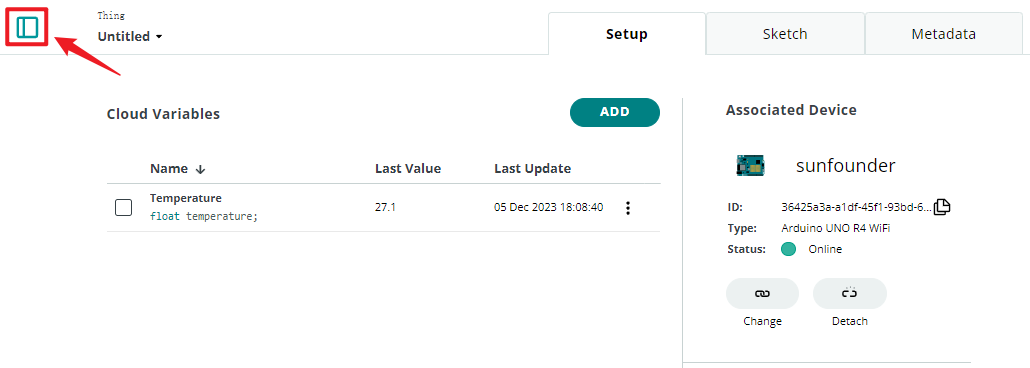 Thing
Untitled
Setup
Sketch
Metadata
Cloud Variables
ADD
Name
Last Value
Last Update
Temperature
float temperature;
27.1
05 Dec 2023 18:08:40
Associated Device
sunfounder
ID: 36425a3a-a1df-45f1-93bd-6...
Type: Arduino UNO R4 WiFi
Status: Online
Change
Detach